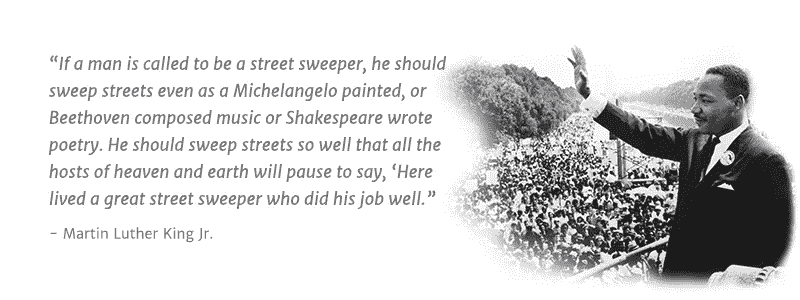 “If a man is called to be a street sweeper, he should
sweep streets even as a Michelangelo painted, or
Beethoven composed music or Shakespeare wrote
poetry. He should sweep streets so well that all the
hosts of heaven and earth will pause to say, ‘Here
lived a great street sweeper who did his job well.”
– Martin Luther King Jr.